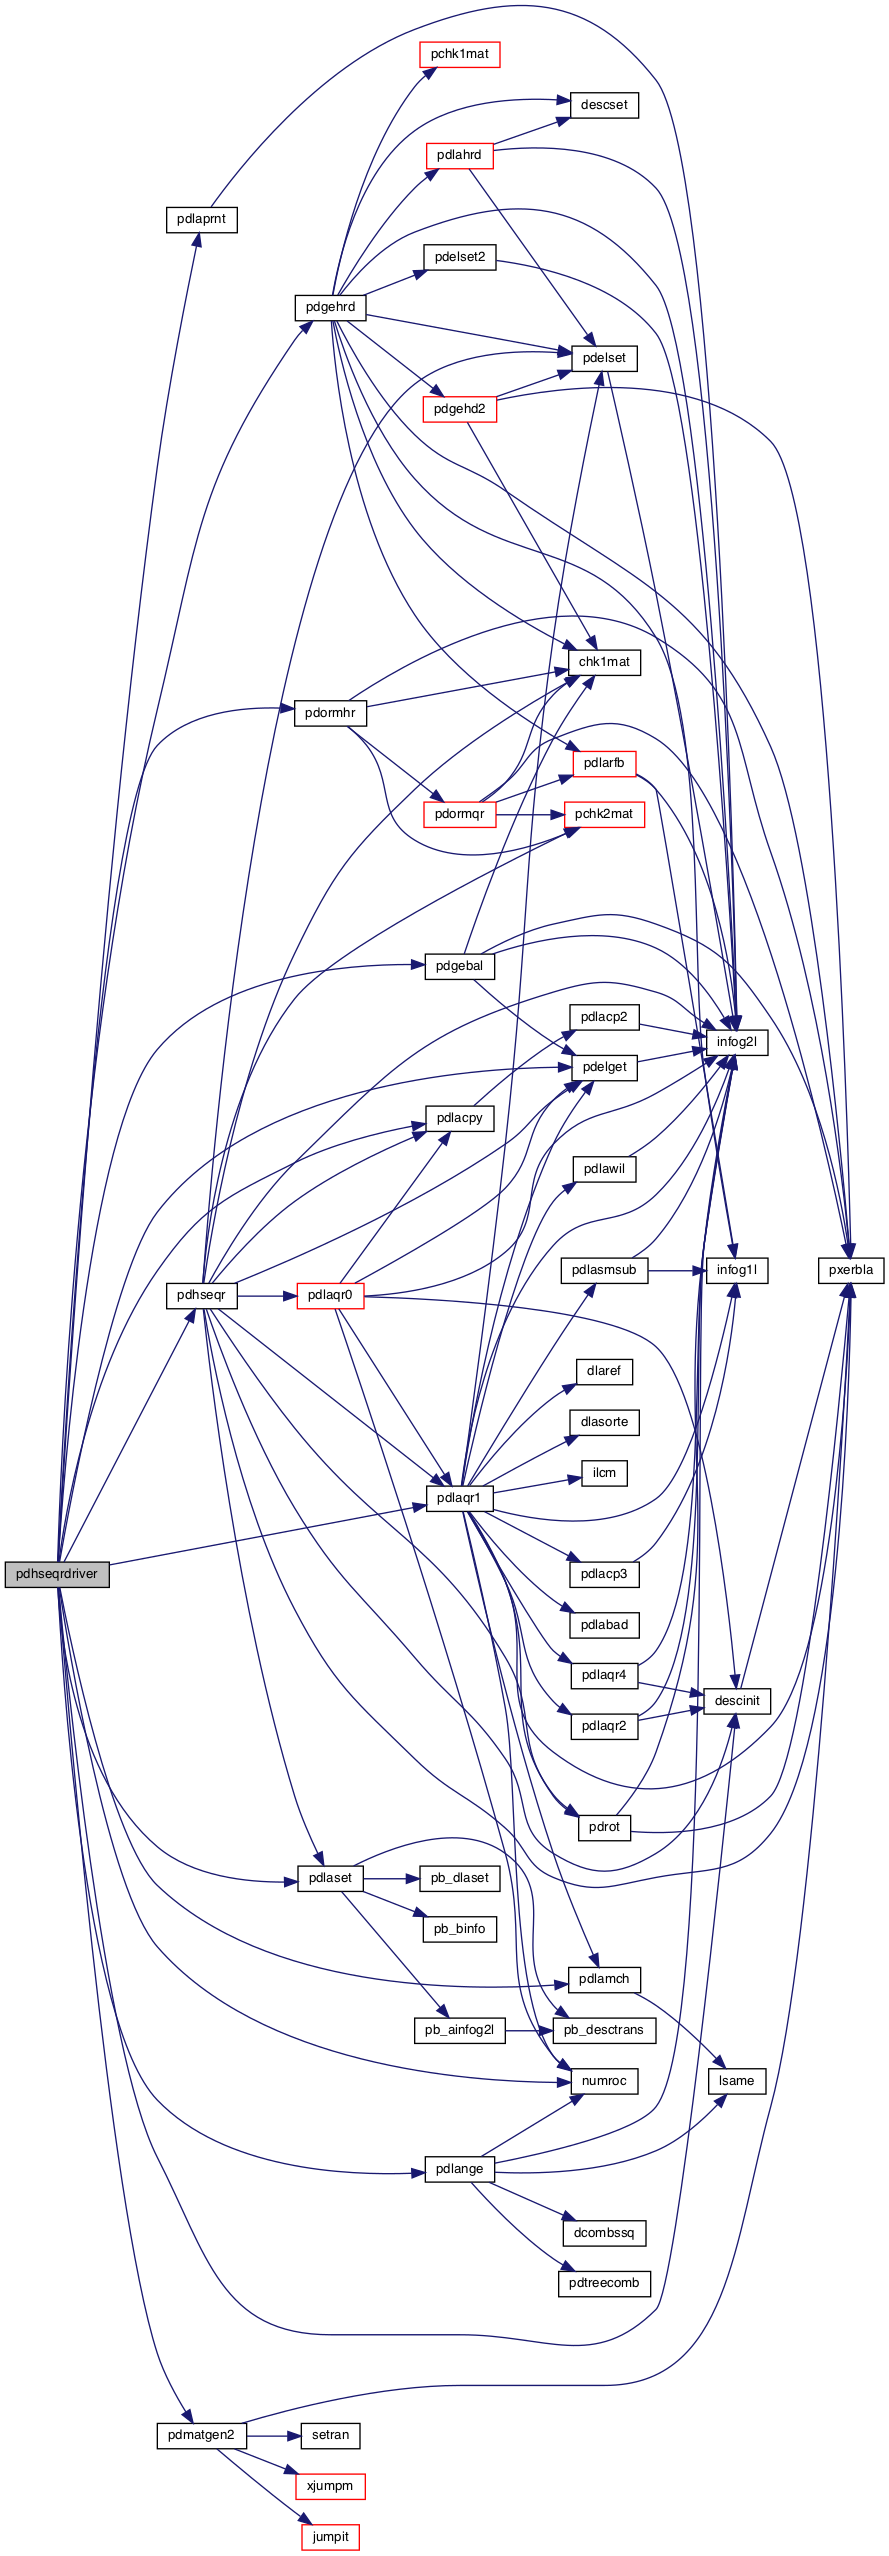 pchk1mat
descset
pdlahrd
pdlaprnt
pdelset2
pdgehrd
pdelset
pdgehd2
chk1mat
pdormhr
pdlarfb
pdormqr
pchk2mat
pdgebal
pdlacp2
infog2l
pdelget
pdlacpy
pdlawil
pdlasmsub
infog1l
pxerbla
pdhseqr
pdlaqr0
dlaref
dlasorte
ilcm
pdlaqr1
pdhseqrdriver
pdlacp3
pdlabad
pdlaqr4
descinit
pdlaqr2
pdrot
pdlaset
pb_dlaset
pb_binfo
pdlamch
pb_ainfog2l
pb_desctrans
numroc
lsame
pdlange
dcombssq
pdtreecomb
pdmatgen2
setran
xjumpm
jumpit